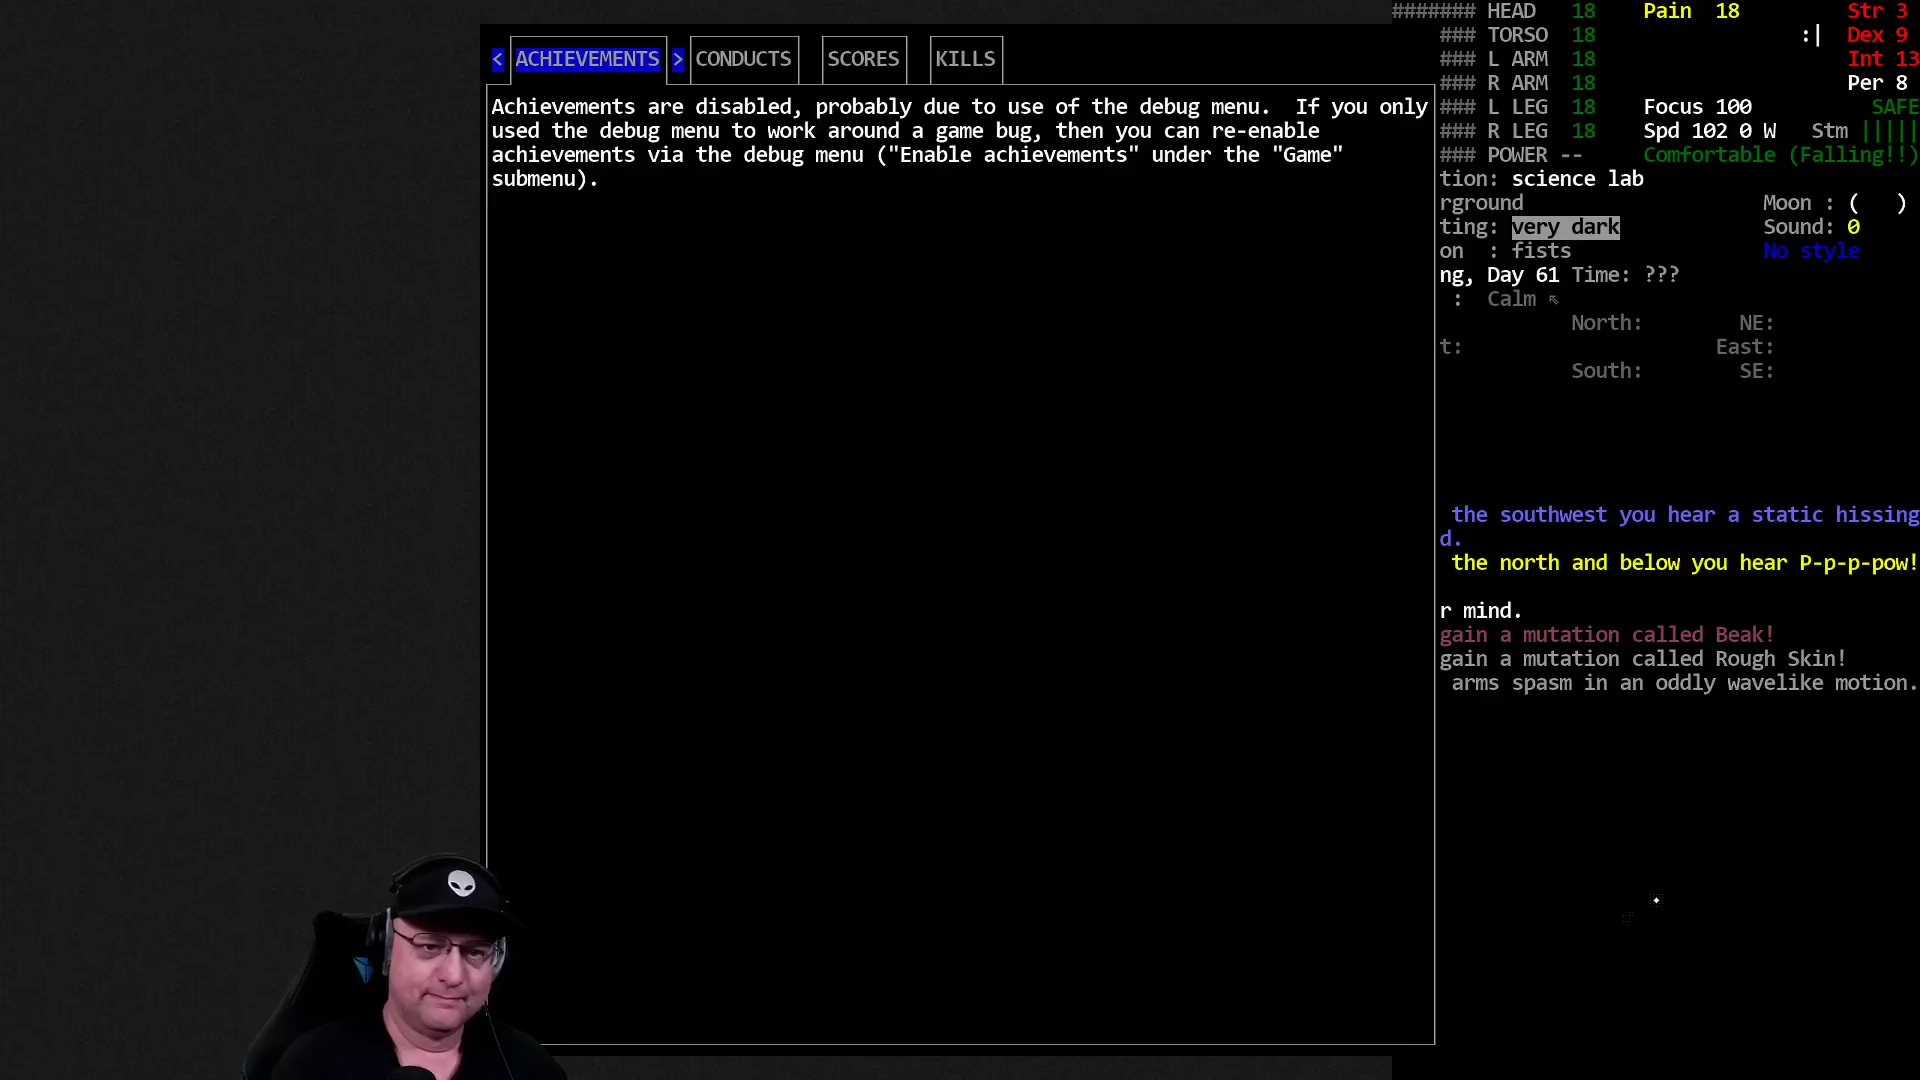 < ACHIEVEMENTS > CONDUCTS SCORES KILLS
Achievements are disabled, probably due to use of the debug menu.  If you only
used the debug menu to work around a game bug, then you can re-enable
achievements via the debug menu ("Enable achievements" under the "Game"
submenu).
####### HEAD 18 Pain 18 Str 3
### TORSO 18 :| Dex 9
### L ARM 18 Int 13
### R ARM 18 Per 8
### L LEG 18 Focus 100 SAFE
### R LEG 18 Spd 102 0 W Stm |||||
### POWER -- Comfortable (Falling!!)
tion: science lab
rground Moon : ( )
ting: very dark Sound: 0
on : fists No style
ng, Day 61 Time: ???
: Calm
North: NE:
t: East:
South: SE:
the southwest you hear a static hissing
d.
the north and below you hear P-p-p-pow!
r mind.
gain a mutation called Beak!
gain a mutation called Rough Skin!
arms spasm in an oddly wavelike motion.